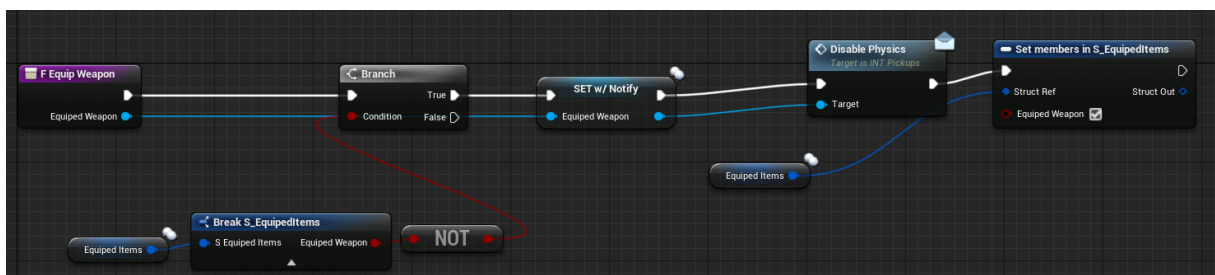 F Equip Weapon
Equiped Weapon
Branch
True
Condition
False
SET w/ Notify
Equiped Weapon
Disable Physics
Target is INT Pickups
Target
Set members in S_EquipedItems
Struct Ref
Struct Out
Equiped Weapon
Equiped Items
Equiped Items
Break S_EquipedItems
S Equiped Items
Equiped Weapon
NOT